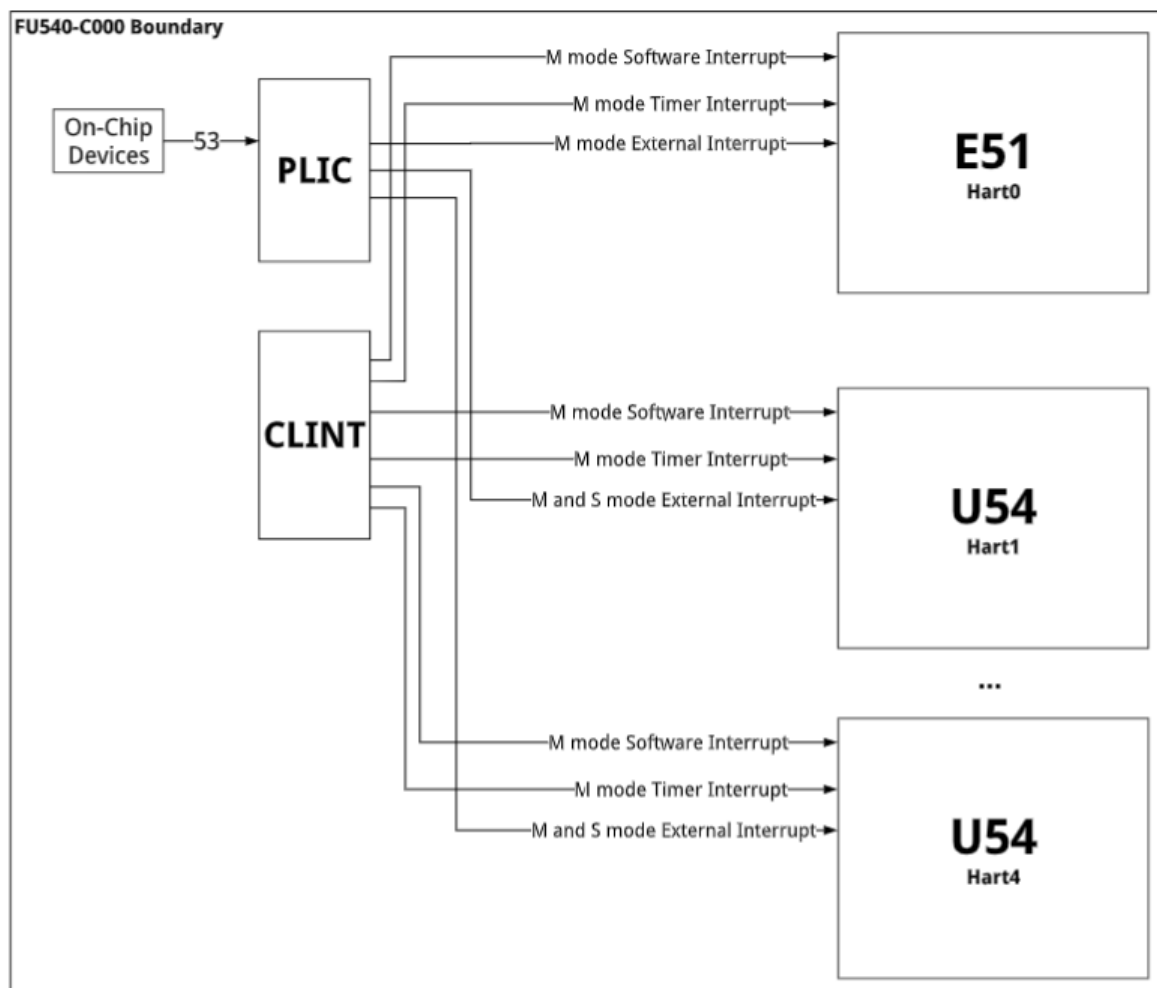 FU540-C000 Boundary
M mode Software Interrupt
M mode Timer Interrupt
M mode External Interrupt
On-Chip
Devices
53
PLIC
E51
Hart0
CLINT
M mode Software Interrupt
M mode Timer Interrupt
M and S mode External Interrupt
U54
Hart1
...
M mode Software Interrupt
M mode Timer Interrupt
M and S mode External Interrupt
U54
Hart4